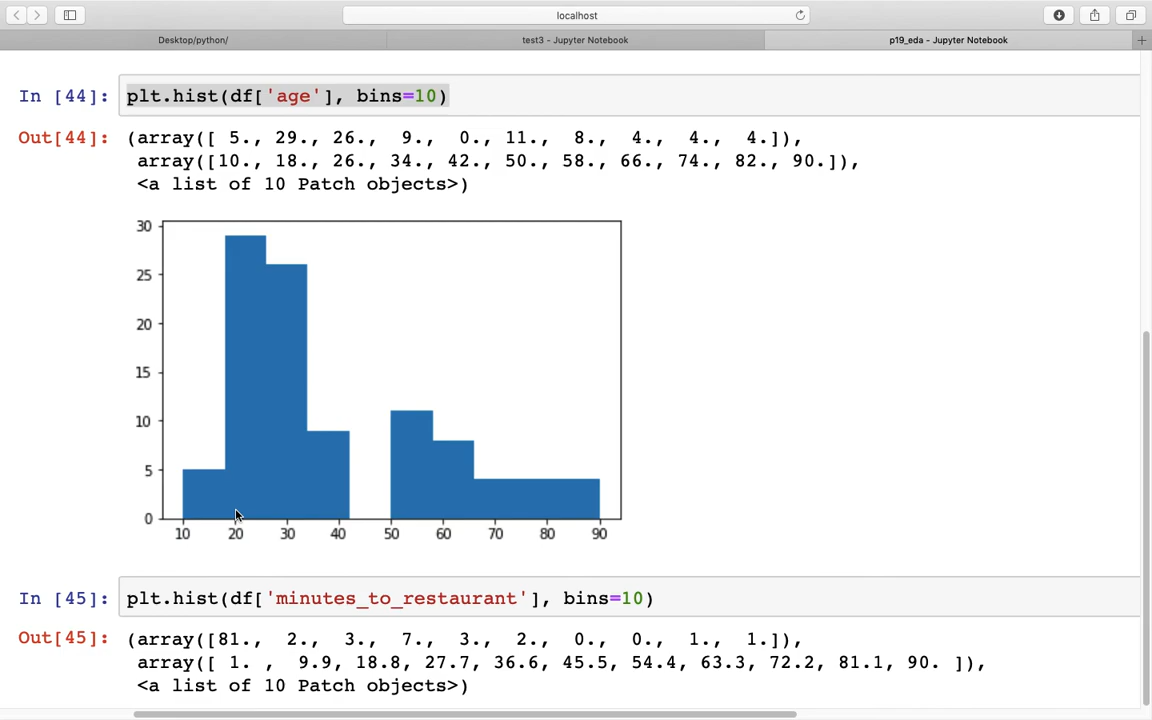 localhost
Desktop/python/
test3 - Jupyter Notebook
p19_eda - Jupyter Notebook
In [44]: plt.hist(df['age'], bins=10)
Out[44]: (array([ 5., 29., 26.,  9.,  0., 11.,  8.,  4.,  4.,  4.]),
array([10., 18., 26., 34., 42., 50., 58., 66., 74., 82., 90.]),
<a list of 10 Patch objects>)
30
25
20
15
10
5
0
10 20 30 40 50 60 70 80 90
In [45]: plt.hist(df['minutes_to_restaurant'], bins=10)
Out[45]: (array([81.,  2.,  3.,  7.,  3.,  2.,  0.,  0.,  1.,  1.]),
array([ 1. ,  9.9, 18.8, 27.7, 36.6, 45.5, 54.4, 63.3, 72.2, 81.1, 90. ]),
<a list of 10 Patch objects>)